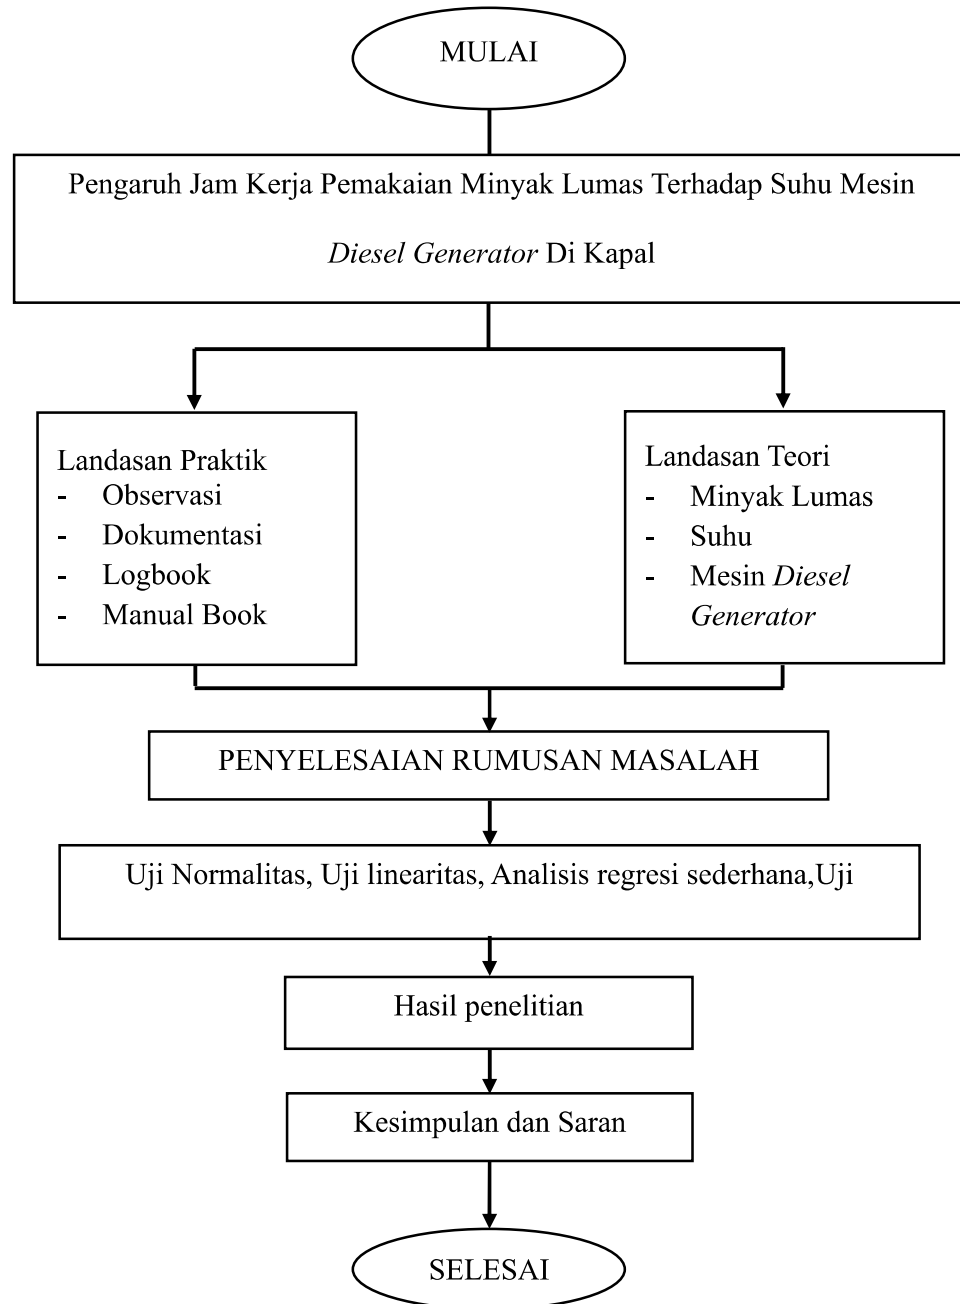 MULAI
Pengaruh Jam Kerja Pemakaian Minyak Lumas Terhadap Suhu Mesin
Diesel Generator Di Kapal
Landasan Praktik
- Observasi
- Dokumentasi
- Logbook
- Manual Book
Landasan Teori
- Minyak Lumas
- Suhu
- Mesin Diesel
Generator
PENYELESAIAN RUMUSAN MASALAH
Uji Normalitas, Uji linearitas, Analisis regresi sederhana,Uji
Hasil penelitian
Kesimpulan dan Saran
SELESAI